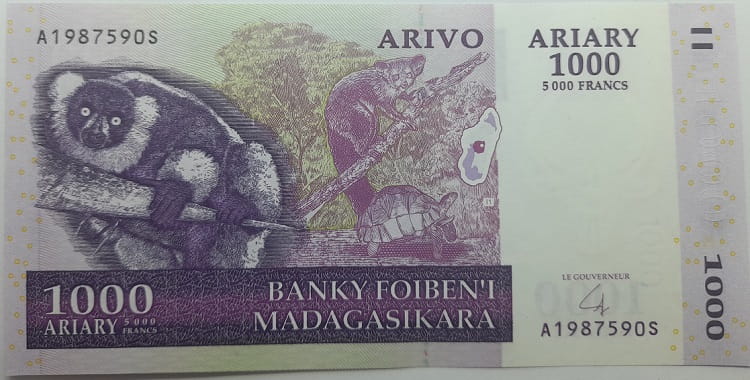 A1987590S
ARIVO
ARIARY
1000
5 000 FRANCS
1000
ARIARY 5 000 FRANCS
BANKY FOIBEN'I
MADAGASIKARA
LE GOUVERNEUR
A1987590S
1000